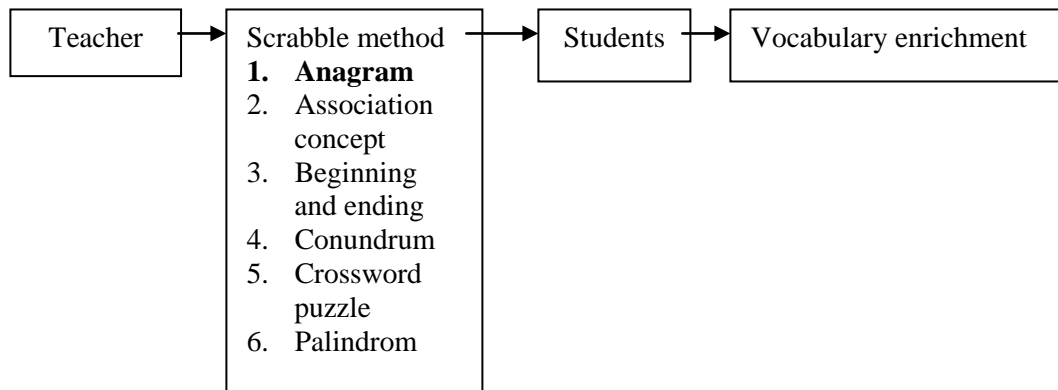 Teacher
Scrabble method
1. Anagram
2. Association
concept
3. Beginning
and ending
4. Conundrum
5. Crossword
puzzle
6. Palindrom
Students
Vocabulary enrichment